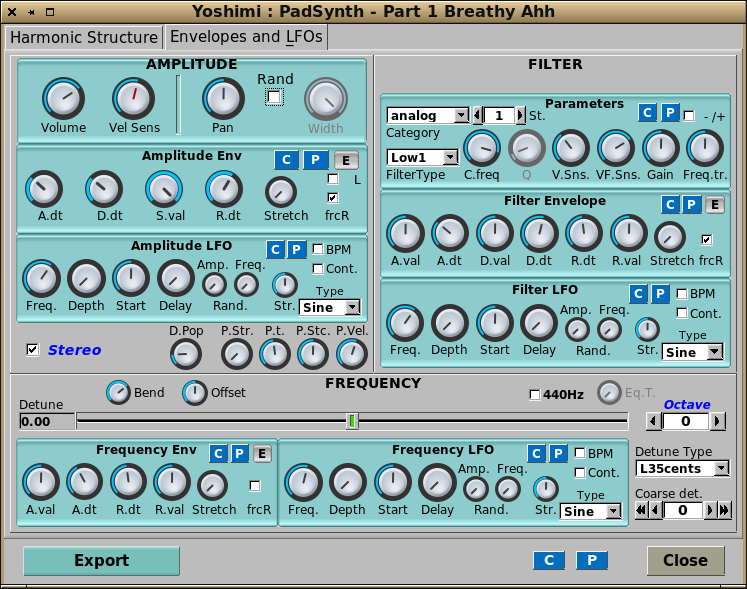 Yoshimi : PadSynth - Part 1 Breathy Ahh
Harmonic Structure
Envelopes and LFOs
AMPLITUDE
Rand
Volume
Vel Sens
Pan
Width
Amplitude Env
C
P
E
L
A.dt
D.dt
S.val
R.dt
Stretch
frcR
Amplitude LFO
C
P
BPM
Cont.
Amp.
Freq.
Type
Sine
Freq.
Depth
Start
Delay
Rand.
Str.
Stereo
D.Pop
P.Str.
P.t.
P.Stc.
P.Vel.
FILTER
Parameters
analog
1
St.
C
P
- /+
Category
Low1
FilterType
C.freq
Q
V.Sns.
VF.Sns.
Gain
Freq.tr.
Filter Envelope
C
P
E
A.val
A.dt
D.val
D.dt
R.dt
R.val
Stretch
frcR
Filter LFO
C
P
BPM
Cont.
Amp.
Freq.
Type
Sine
Freq.
Depth
Start
Delay
Rand.
Str.
FREQUENCY
Bend
Offset
440Hz
Eq.T.
Detune
0.00
Octave
0
Frequency Env
C
P
E
A.val
A.dt
R.dt
R.val
Stretch
frcR
Frequency LFO
C
P
BPM
Cont.
Amp.
Freq.
Type
Sine
Freq.
Depth
Start
Delay
Rand.
Str.
Detune Type
L35cents
Coarse det.
0
Export
C
P
Close